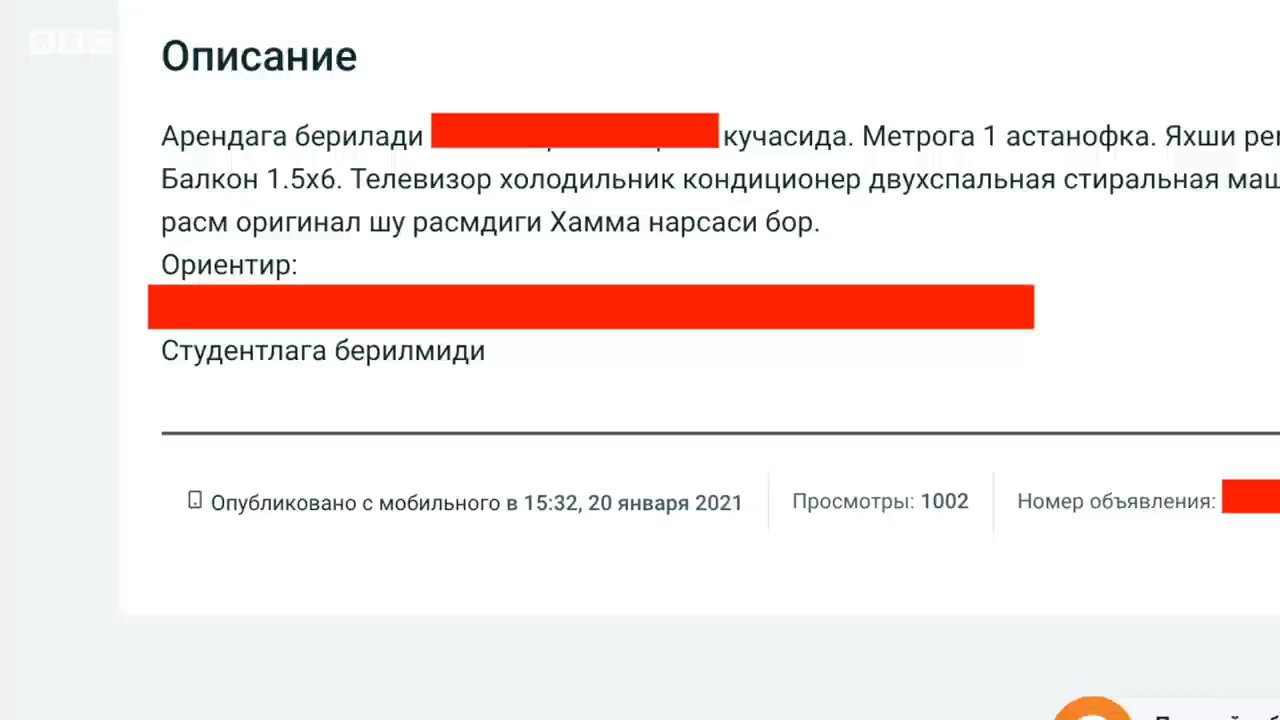 BBC
Описание
Арендага берилади кучасида. Метрога 1 астанофка. Яхши
Балкон 1.5х6. Телевизор холодильник кондиционер двухспальная стиральная
расм оригинал шу расмдиги Хамма нарсаси бор.
Ориентир:
Студентлага берилмиди
Опубликовано с мобильного в 15:32, 20 января 2021
Просмотры: 1002
Номер объявления: